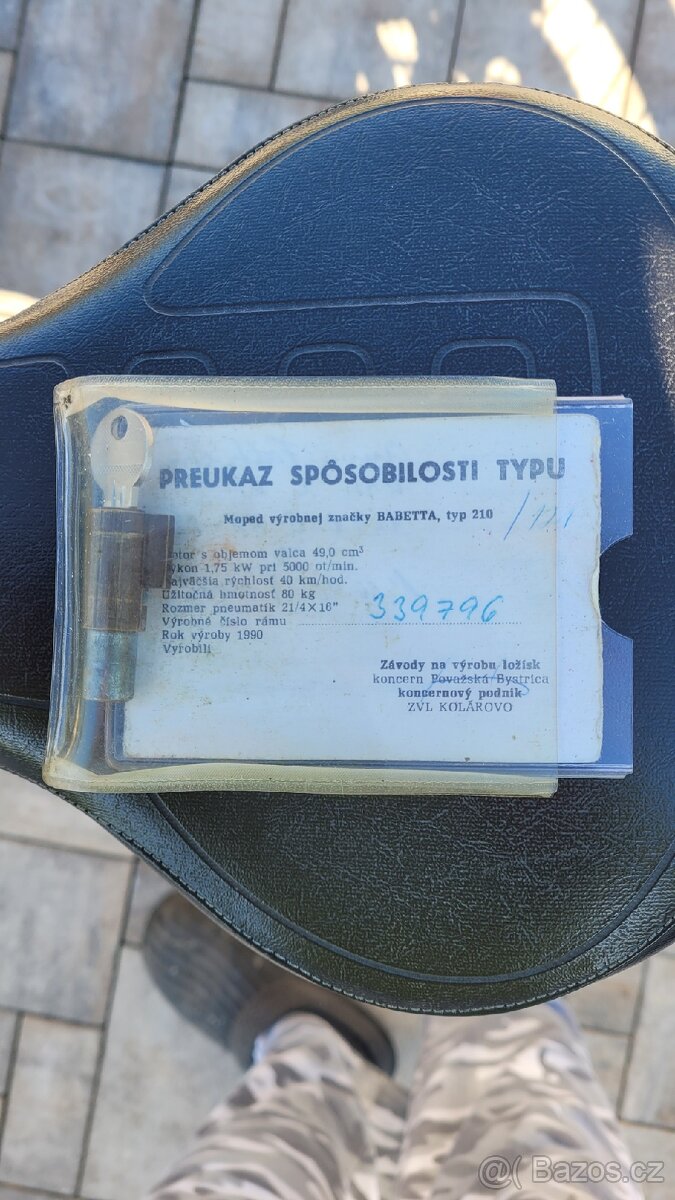 PREUKAZ SPÔSOBILOSTI TYPU
Moped výrobnej značky BABETTA, typ 210
otor s objemom valca 49,0 cm³
ýkon 1,75 kW pri 5000 ot/min.
ajväčšia rýchlosť 40 km/hod.
Užitočná hmotnosť 80 kg
Rozmer pneumatík 21/4×16"
Výrobné číslo rámu 339796
Rok výroby 1990
Vyrobili
Závody na výrobu ložísk
koncern Považská Bystrica
koncernový podnik
ZVL KOLÁROVO
Bazos.cz